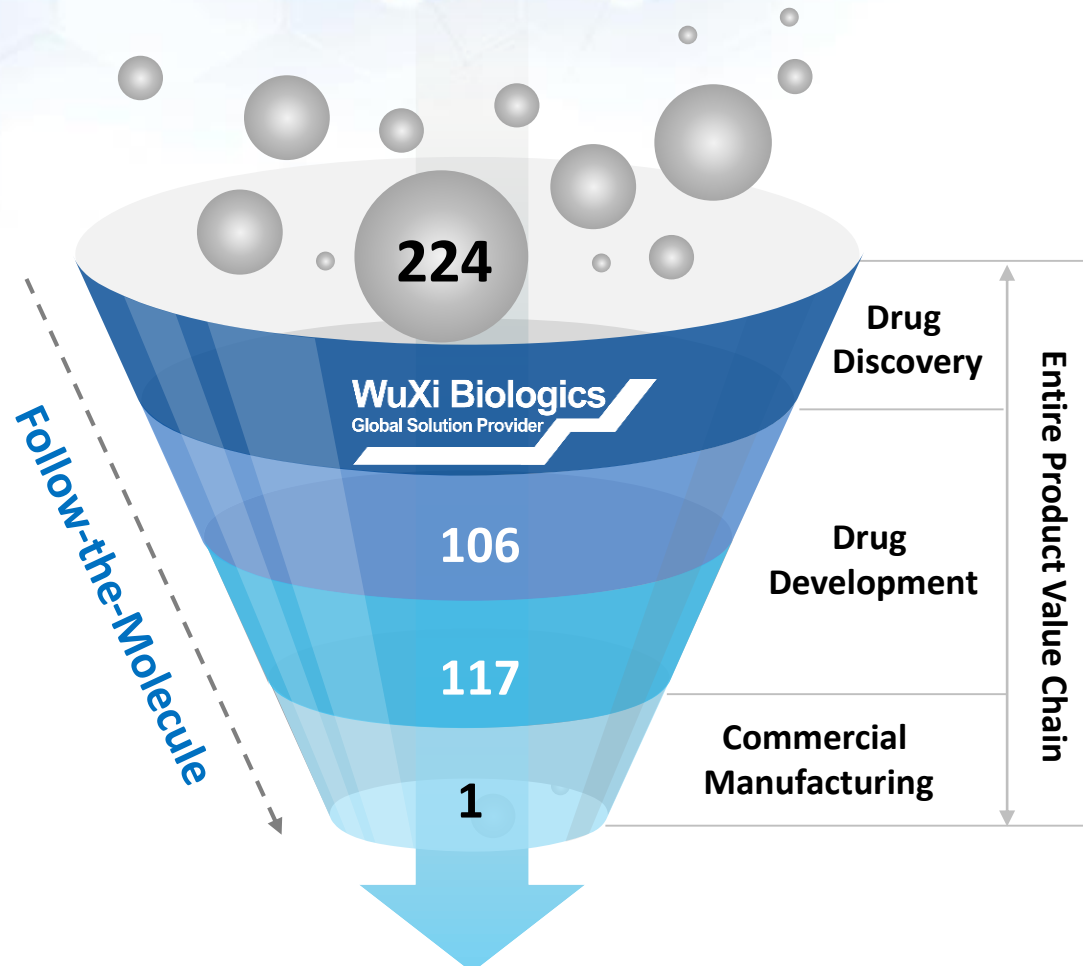 224
WuXi Biologics
Global Solution Provider
106
117
1
Follow-the-Molecule
Drug
Discovery
Drug
Development
Commercial
Manufacturing
Entire Product Value Chain